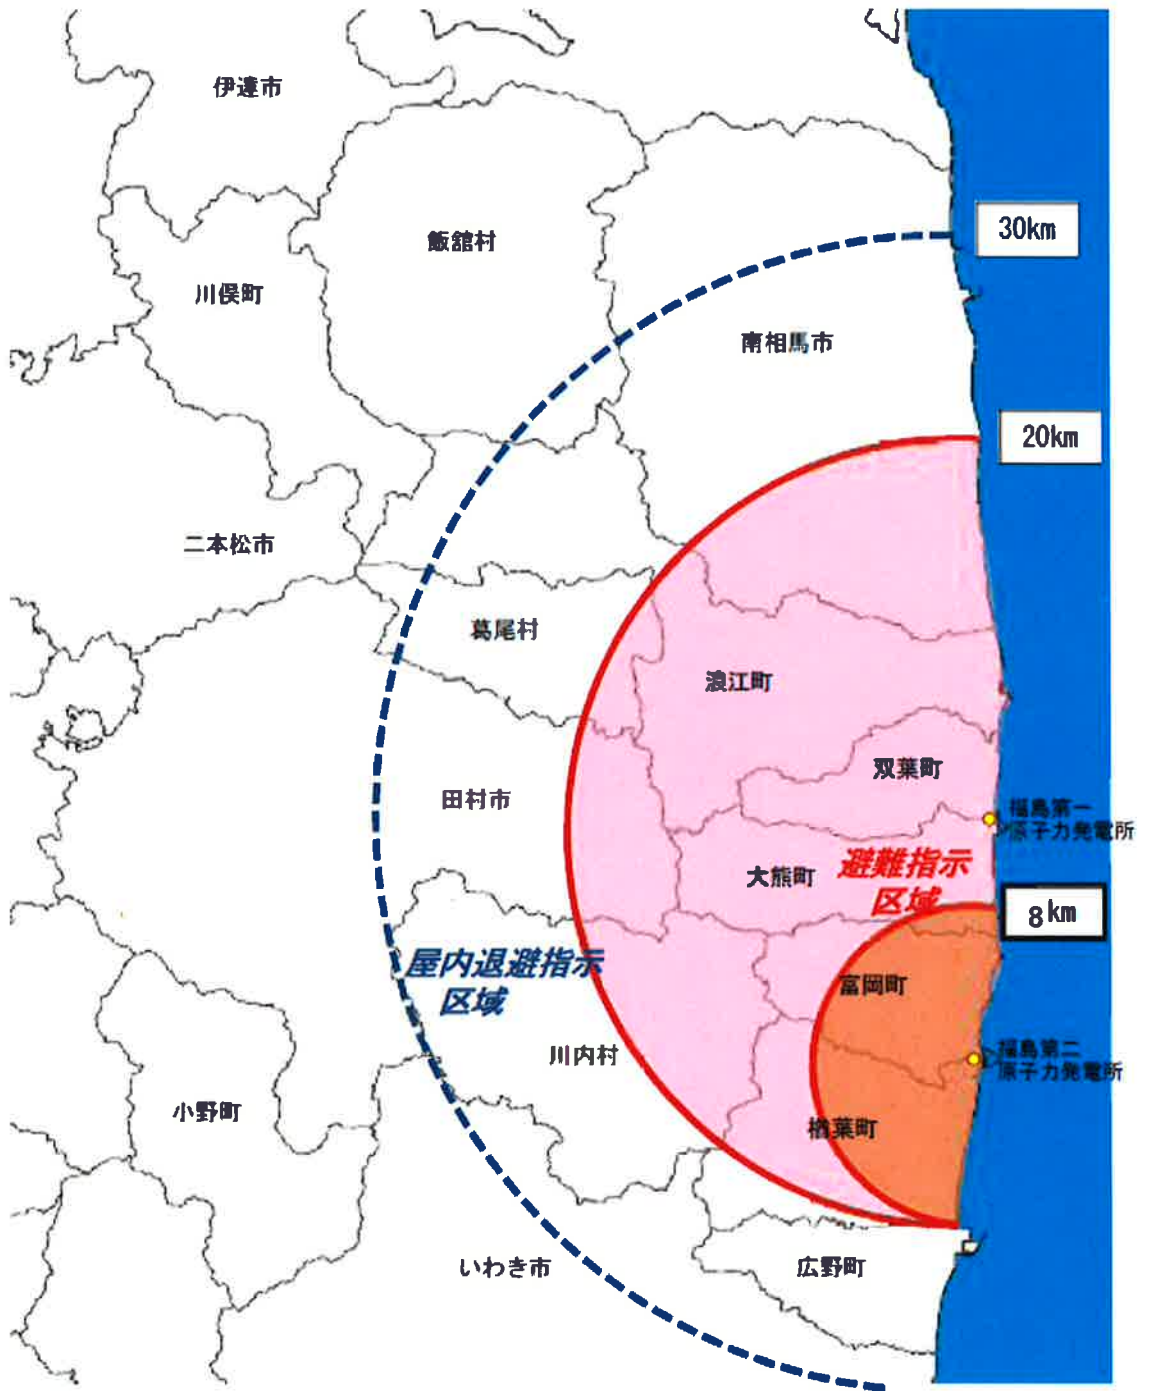 伊達市
飯舘村
30km
川俣町
南相馬市
20km
二本松市
葛尾村
浪江町
双葉町
田村市
福島第一
原子力発電所
大熊町
避難指示
区域
8km
屋内退避指示
区域
富岡町
川内村
福島第二
原子力発電所
小野町
楢葉町
いわき市
広野町